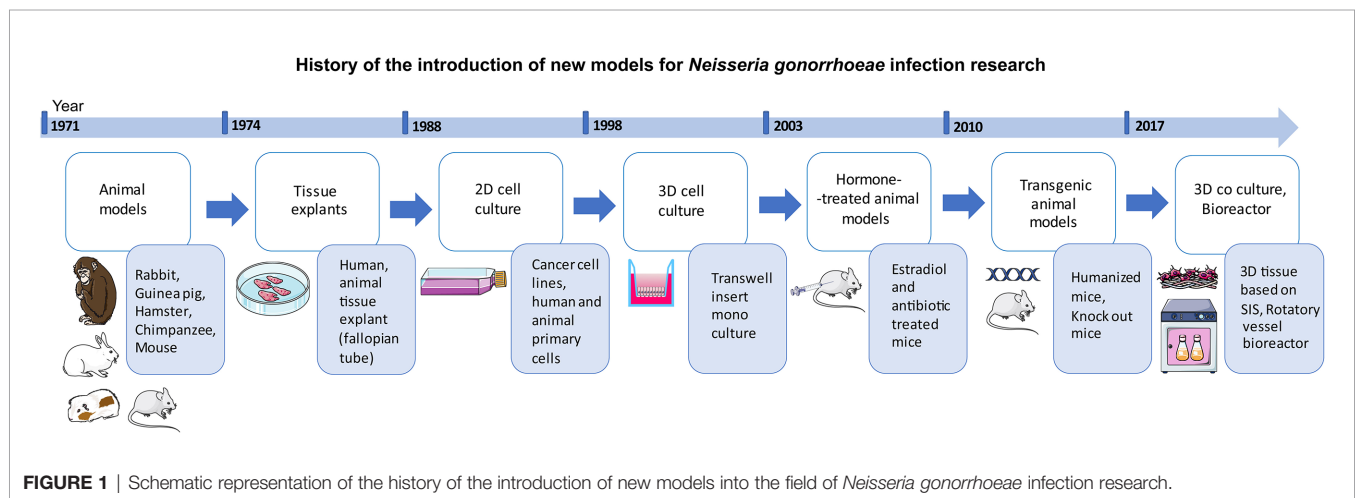 History of the introduction of new models for Neisseria gonorrhoeae infection research
Year
1971
1974
1988
1998
2003
2010
2017
Animal
models
Tissue
explants
2D cell
culture
3D cell
culture
Hormone-
-treated animal
models
Transgenic
animal
models
3D co culture,
Bioreactor
Rabbit,
Guinea pig,
Hamster,
Chimpanzee,
Mouse
Human,
animal
tissue
explant
(fallopian
tube)
Cancer cell
lines,
human and
animal
primary
cells
Transwell
insert
mono
culture
Estradiol
and
antibiotic
treated
mice
Humanized
mice,
Knock out
mice
3D tissue
based on
SIS, Rotatory
vessel
bioreactor
FIGURE 1 | Schematic representation of the history of the introduction of new models into the field of Neisseria gonorrhoeae infection research.